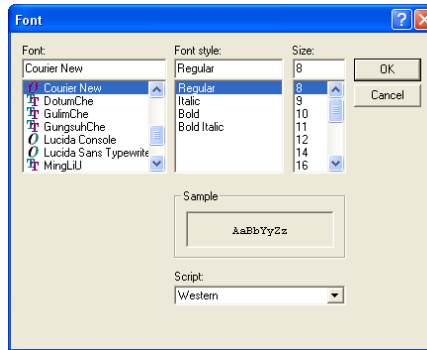 Font
Font:
Font style:
Size:
Courier New
Regular
8
OK
Cancel
Courier New
DotumChe
GulimChe
GungsuhChe
Lucida Console
Lucida Sans Typewrite
MingLiU
Regular
Italic
Bold
Bold Italic
8
9
10
11
12
14
16
Sample
AaBbYyZz
Script:
Western